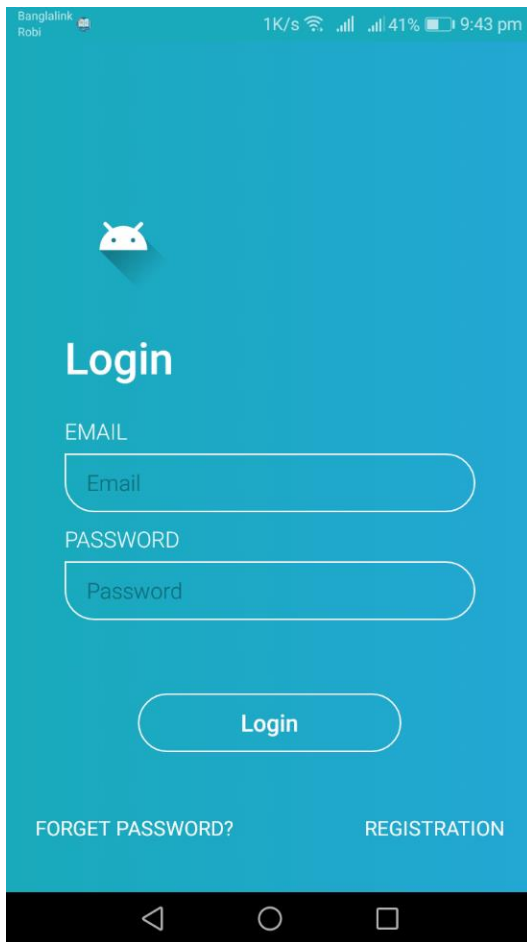 Banglalink
Robi
1K/s 41% 9:43 pm
Login
EMAIL
Email
PASSWORD
Password
Login
FORGET PASSWORD? REGISTRATION